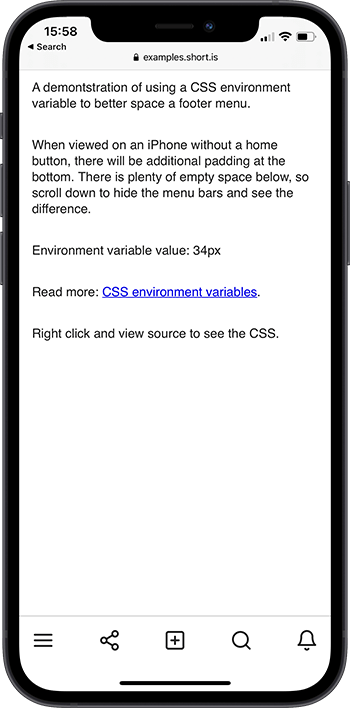 15:58
◀ Search
examples.short.is
A demontstration of using a CSS environment
variable to better space a footer menu.
When viewed on an iPhone without a home
button, there will be additional padding at the
bottom. There is plenty of empty space below, so
scroll down to hide the menu bars and see the
difference.
Environment variable value: 34px
Read more: CSS environment variables.
Right click and view source to see the CSS.